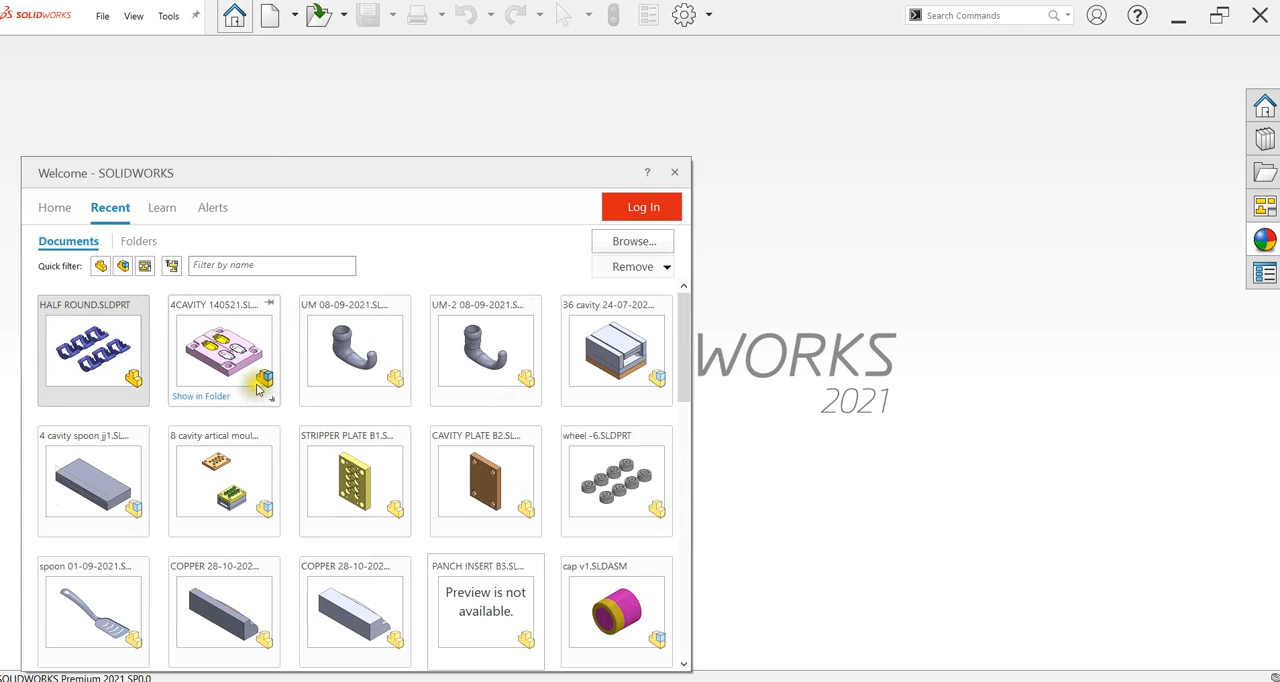 SOLIDWORKS File View Tools Search Commands
Welcome - SOLIDWORKS ?
Home Recent Learn Alerts Log In
Documents Folders Browse...
Quick filter: Filter by name Remove
HALF ROUND.SLDPRT 4CAVITY 140521.SL... UM 08-09-2021.SL... UM-2 08-09-2021.S... 36 cavity 24-07-202...
Show in Folder
WORKS
2021
4 cavity spoon jj1.SL... 8 cavity artical moul... STRIPPER PLATE B1.S... CAVITY PLATE B2.SL... wheel -6.SLDPRT
spoon 01-09-2021.S... COPPER 28-10-202... COPPER 28-10-202... PANCH INSERT B3.SL... cap v1.SLDASM
Preview is not
available.
SOLIDWORKS Premium 2021 SP0.0